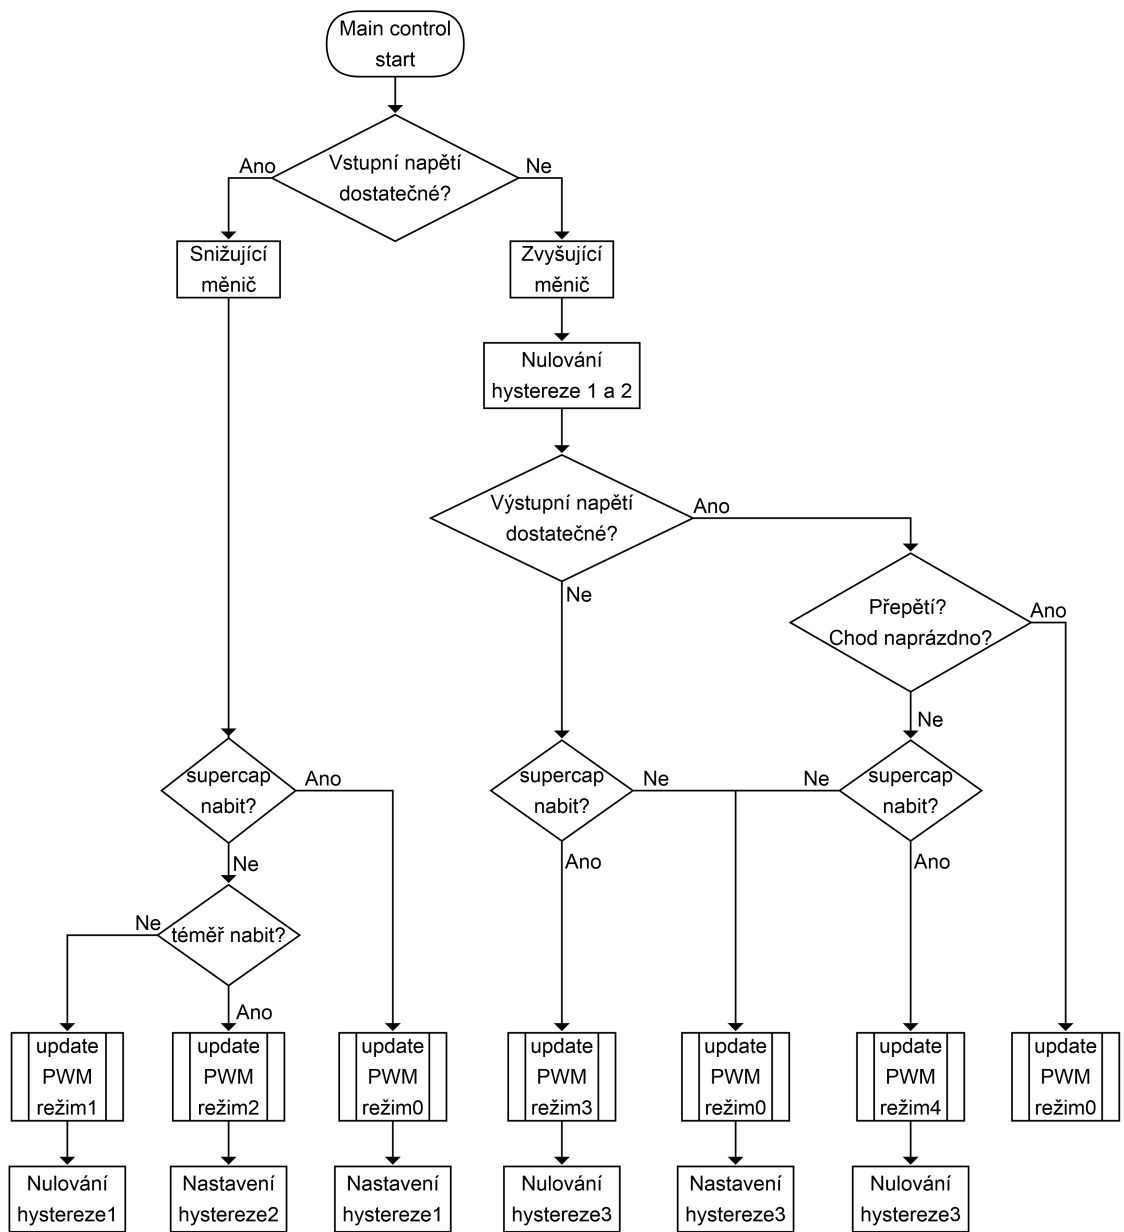 Main control
start
Vstupní napětí
dostatečné?
Ano
Ne
Snižující
měnič
Zvyšující
měnič
Nulování
hystereze 1 a 2
Výstupní napětí
dostatečné?
Ano
Ne
Přepětí?
Chod naprázdno?
Ano
Ne
supercap
nabit?
Ano
Ne
supercap
nabit?
Ne
Ano
supercap
nabit?
Ne
Ano
téměř nabit?
Ne
Ano
update
PWM
režim1
update
PWM
režim2
update
PWM
režim0
update
PWM
režim3
update
PWM
režim0
update
PWM
režim4
update
PWM
režim0
Nulování
hystereze1
Nastavení
hystereze2
Nastavení
hystereze1
Nulování
hystereze3
Nastavení
hystereze3
Nulování
hystereze3